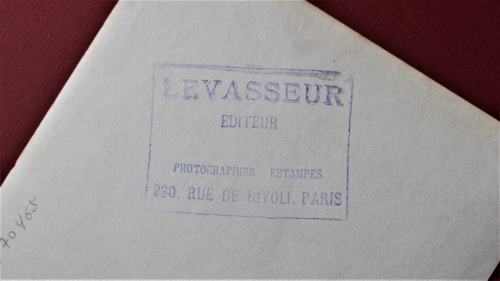 LEVASSEUR
EDITEUR
PHOTOGRAPHIES ESTAMPES
230, RUE DE RIVOLI, PARIS
70465